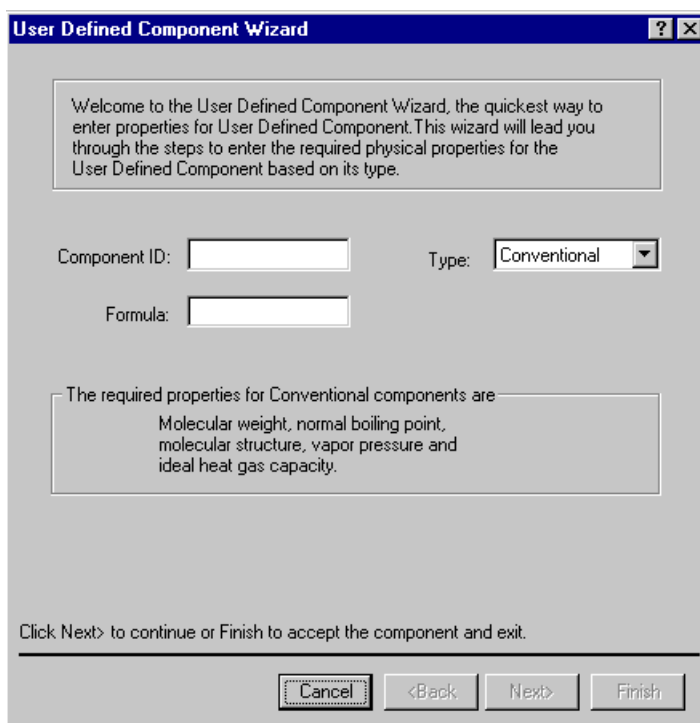 User Defined Component Wizard
Welcome to the User Defined Component Wizard, the quickest way to
enter properties for User Defined Component.This wizard will lead you
through the steps to enter the required physical properties for the
User Defined Component based on its type.
Component ID:
Type: Conventional
Formula:
The required properties for Conventional components are
Molecular weight, normal boiling point,
molecular structure, vapor pressure and
ideal heat gas capacity.
Click Next> to continue or Finish to accept the component and exit.
Cancel <Back Next> Finish